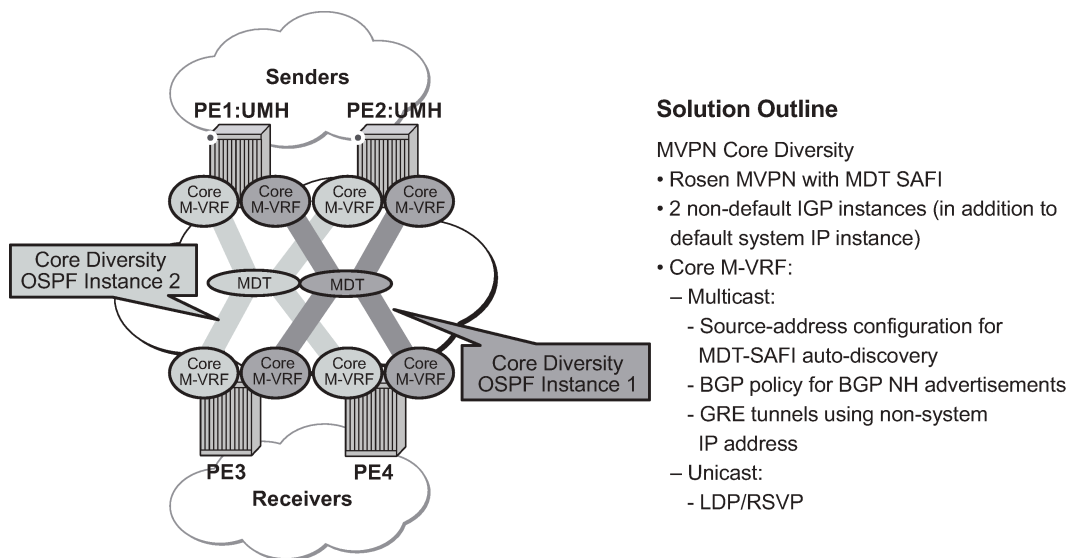 Senders
PE1:UMH
PE2:UMH
Core
M-VRF
Core
M-VRF
Core
M-VRF
Core
M-VRF
Core Diversity
OSPF Instance 2
MDT
MDT
Core Diversity
OSPF Instance 1
Core
M-VRF
Core
M-VRF
Core
M-VRF
Core
M-VRF
PE3
PE4
Receivers
Solution Outline
MVPN Core Diversity
• Rosen MVPN with MDT SAFI
• 2 non-default IGP instances (in addition to
default system IP instance)
• Core M-VRF:
– Multicast:
- Source-address configuration for
MDT-SAFI auto-discovery
- BGP policy for BGP NH advertisements
- GRE tunnels using non-system
IP address
– Unicast:
- LDP/RSVP